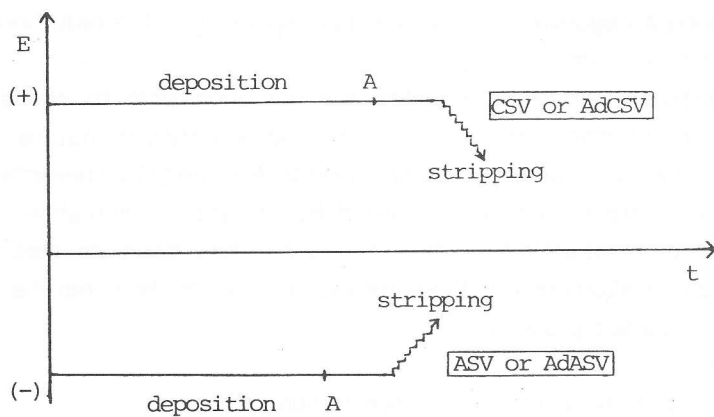 E
deposition A
(+)
CSV or AdCSV
stripping
t
stripping
ASV or AdASV
(-)
deposition A